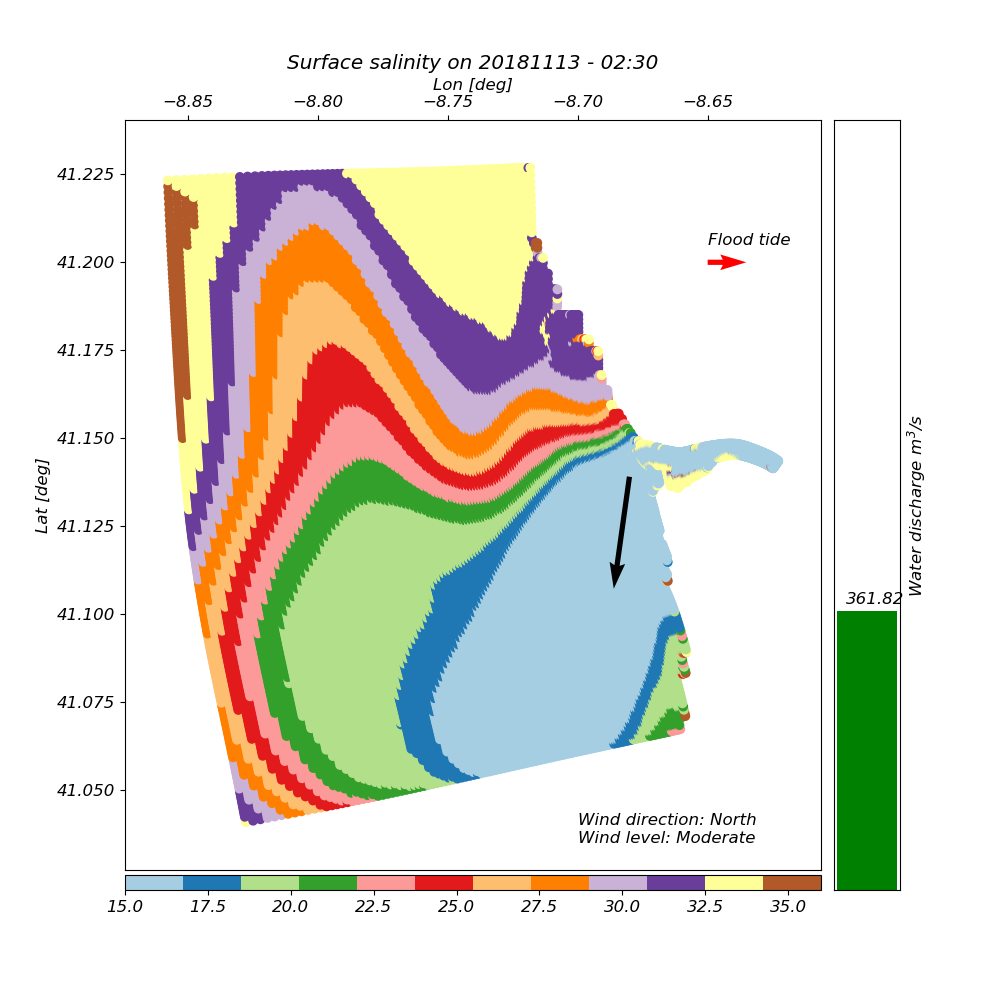 Surface salinity on 20181113 - 02:30
Lon [deg]
−8.85 −8.80 −8.75 −8.70 −8.65
41.225
41.200
41.175
41.150
41.125
41.100
41.075
41.050
Lat [deg]
Flood tide
Wind direction: North
Wind level: Moderate
361.82
Water discharge m³/s
15.0 17.5 20.0 22.5 25.0 27.5 30.0 32.5 35.0